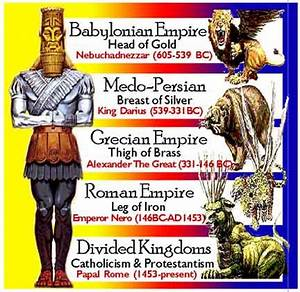 Babylonian Empire
Head of Gold
Nebuchadnezzar (605-539 BC)
Medo-Persian
Breast of Silver
King Darius (539-331BC)
Grecian Empire
Thigh of Brass
Alexander The Great (331-146 BC)
Roman Empire
Leg of Iron
Emperor Nero (146BC-AD1453)
Divided Kingdoms
Catholicism & Protestantism
Papal Rome (1453-present)